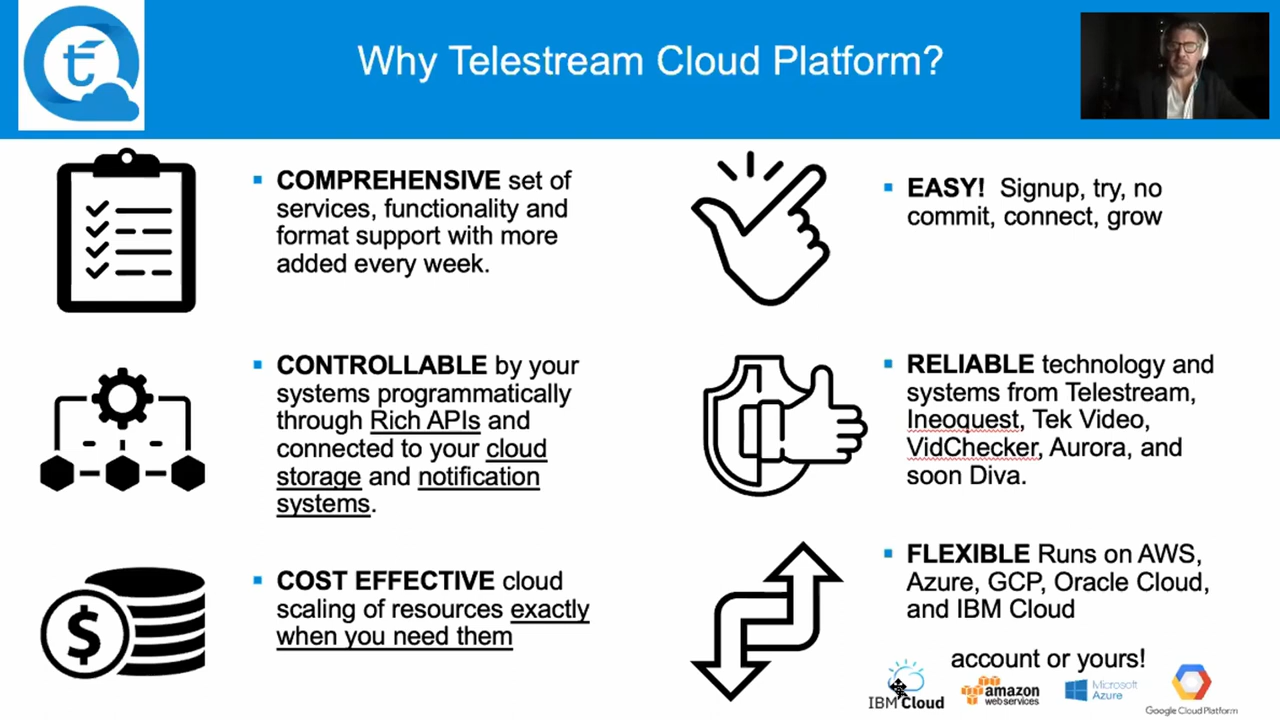 Why Telestream Cloud Platform?
COMPREHENSIVE set of
services, functionality and
format support with more
added every week.
CONTROLLABLE by your
systems programmatically
through Rich APIs and
connected to your cloud
storage and notification
systems.
$
COST EFFECTIVE cloud
scaling of resources exactly
when you need them
EASY!  Signup, try, no
commit, connect, grow
RELIABLE technology and
systems from Telestream,
Ineoquest, Tek Video,
VidChecker, Aurora, and
soon Diva.
FLEXIBLE Runs on AWS,
Azure, GCP, Oracle Cloud,
and IBM Cloud
account or yours!
IBM Cloud
amazon
web services
Microsoft
Azure
Google Cloud Platform